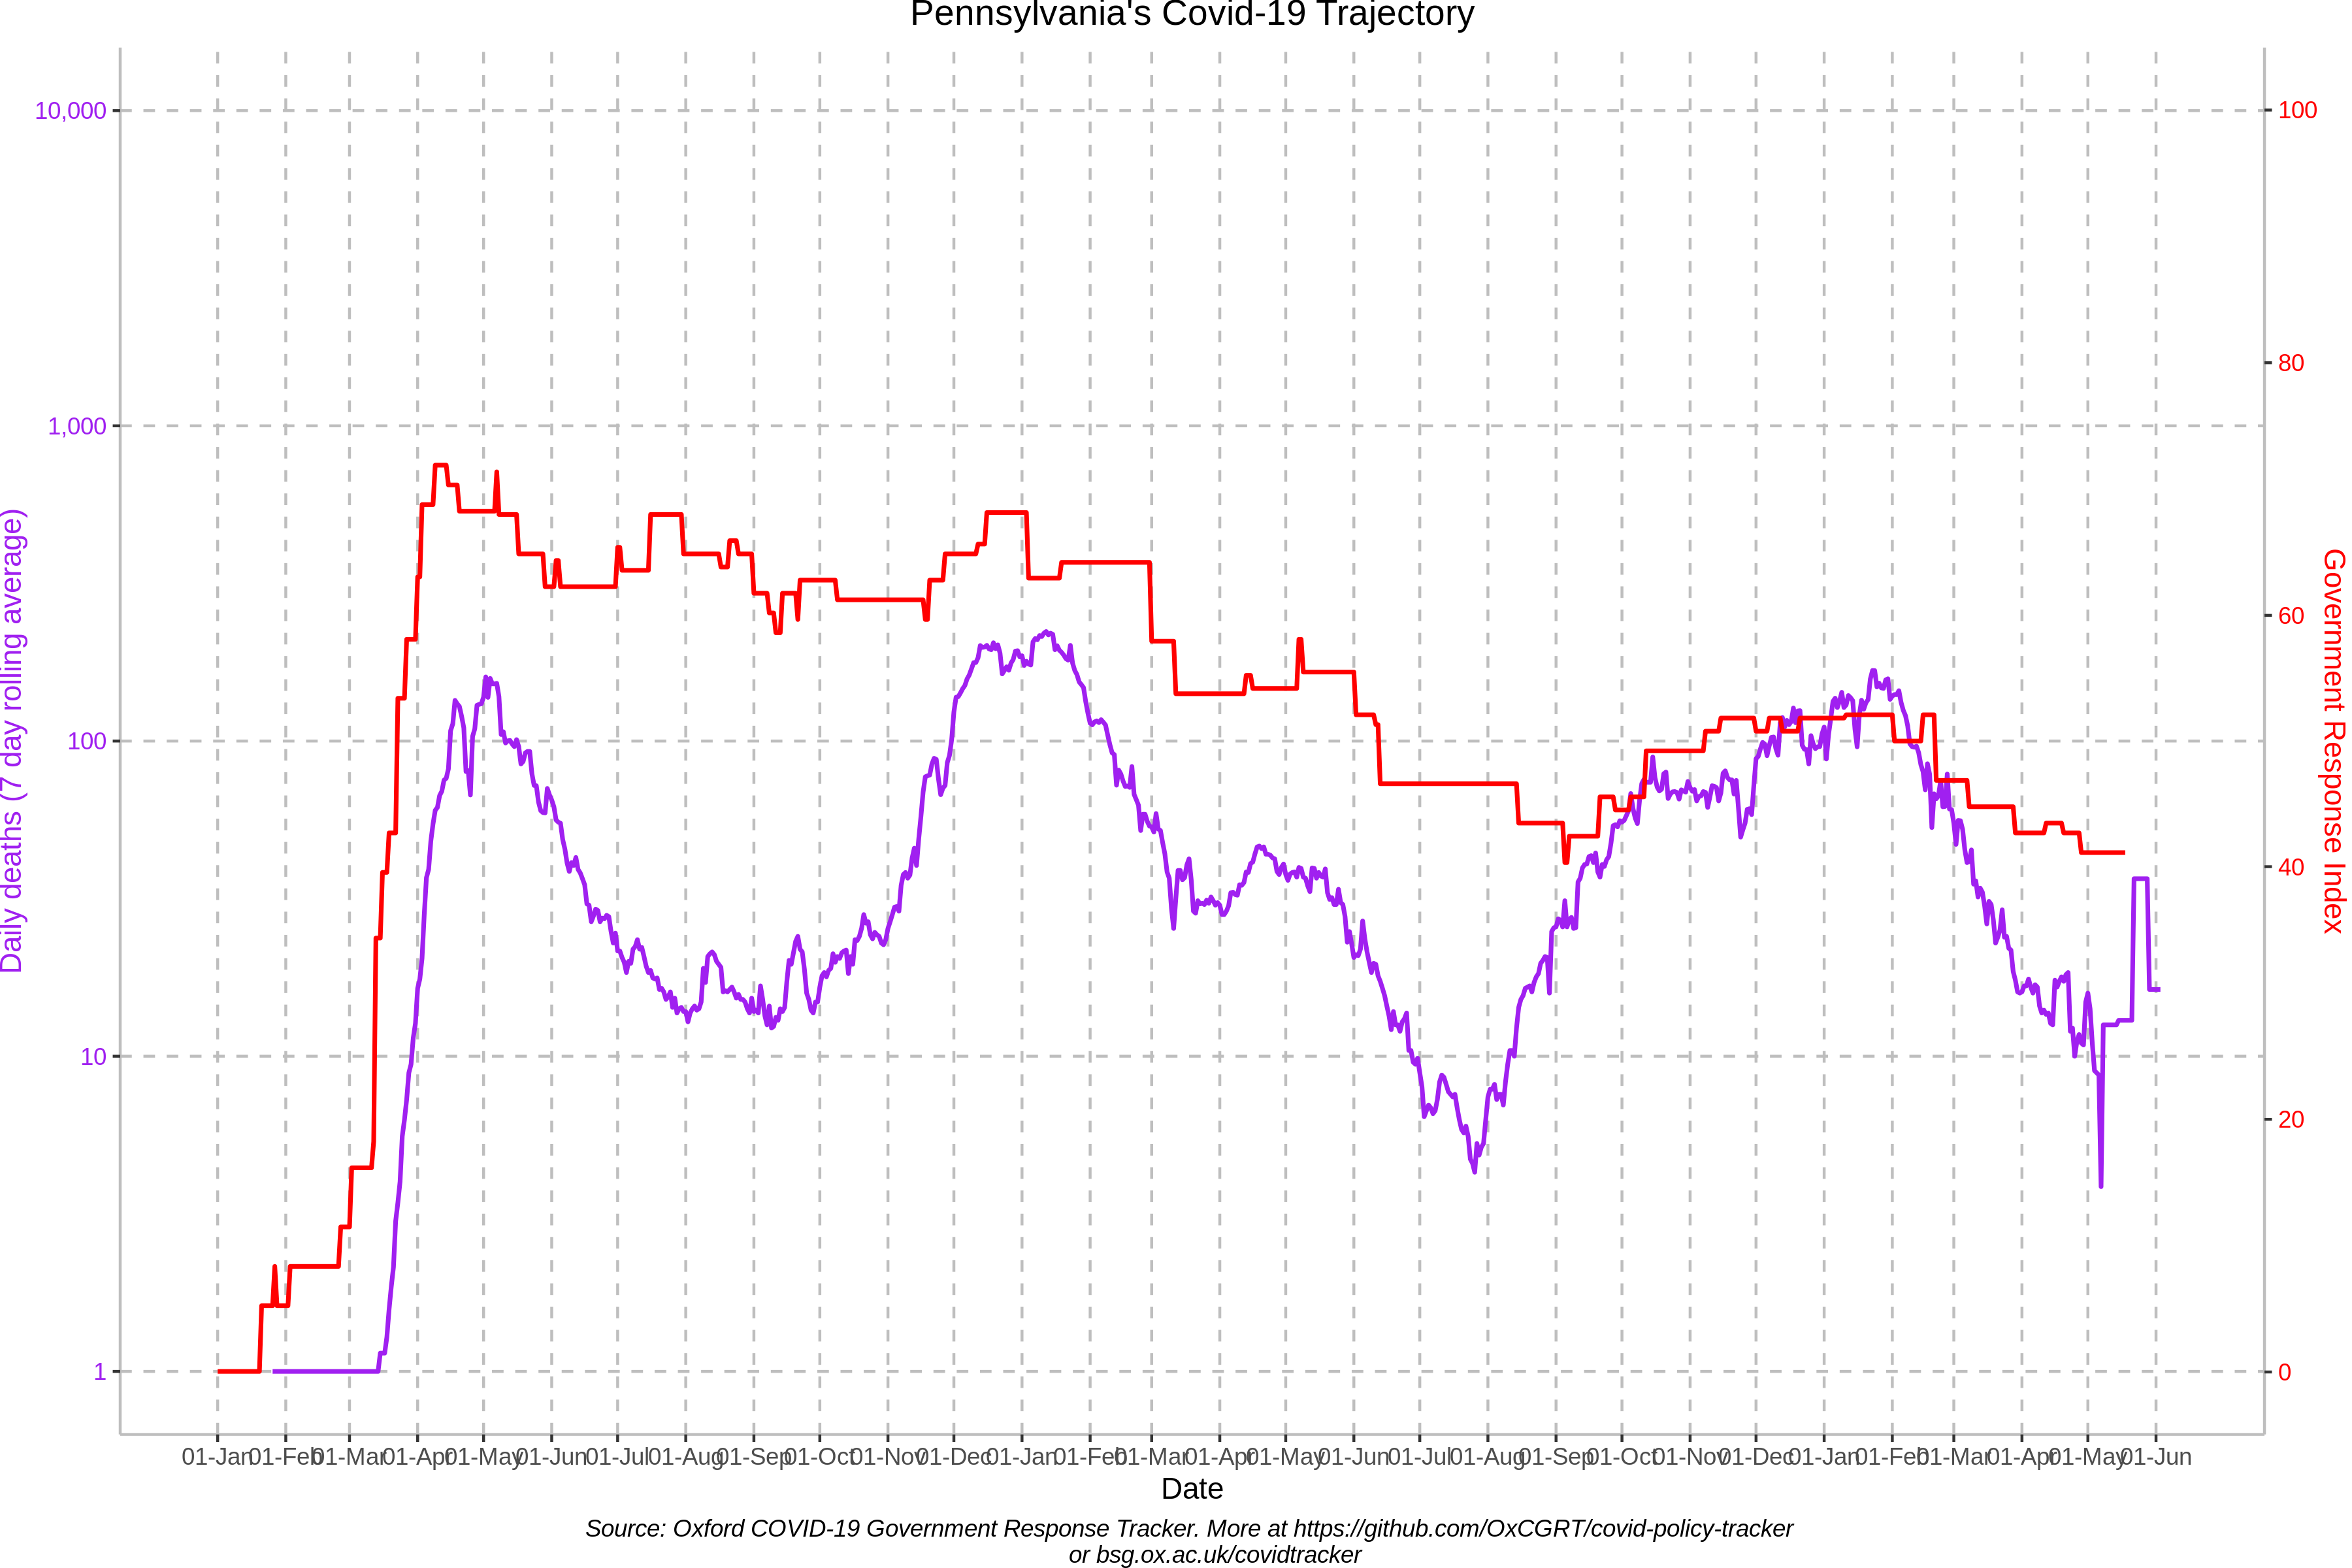 Pennsylvania's Covid-19 Trajectory
10,000
1,000
100
10
1
Daily deaths (7 day rolling average)
100
80
60
40
20
0
Government Response Index
01-Jan 01-Feb 01-Mar 01-Apr 01-May 01-Jun 01-Jul 01-Aug 01-Sep 01-Oct 01-Nov 01-Dec 01-Jan 01-Feb 01-Mar 01-Apr 01-May 01-Jun 01-Jul 01-Aug 01-Sep 01-Oct 01-Nov 01-Dec 01-Jan 01-Feb 01-Mar 01-Apr 01-May 01-Jun
Date
Source: Oxford COVID-19 Government Response Tracker. More at https://github.com/OxCGRT/covid-policy-tracker
or bsg.ox.ac.uk/covidtracker